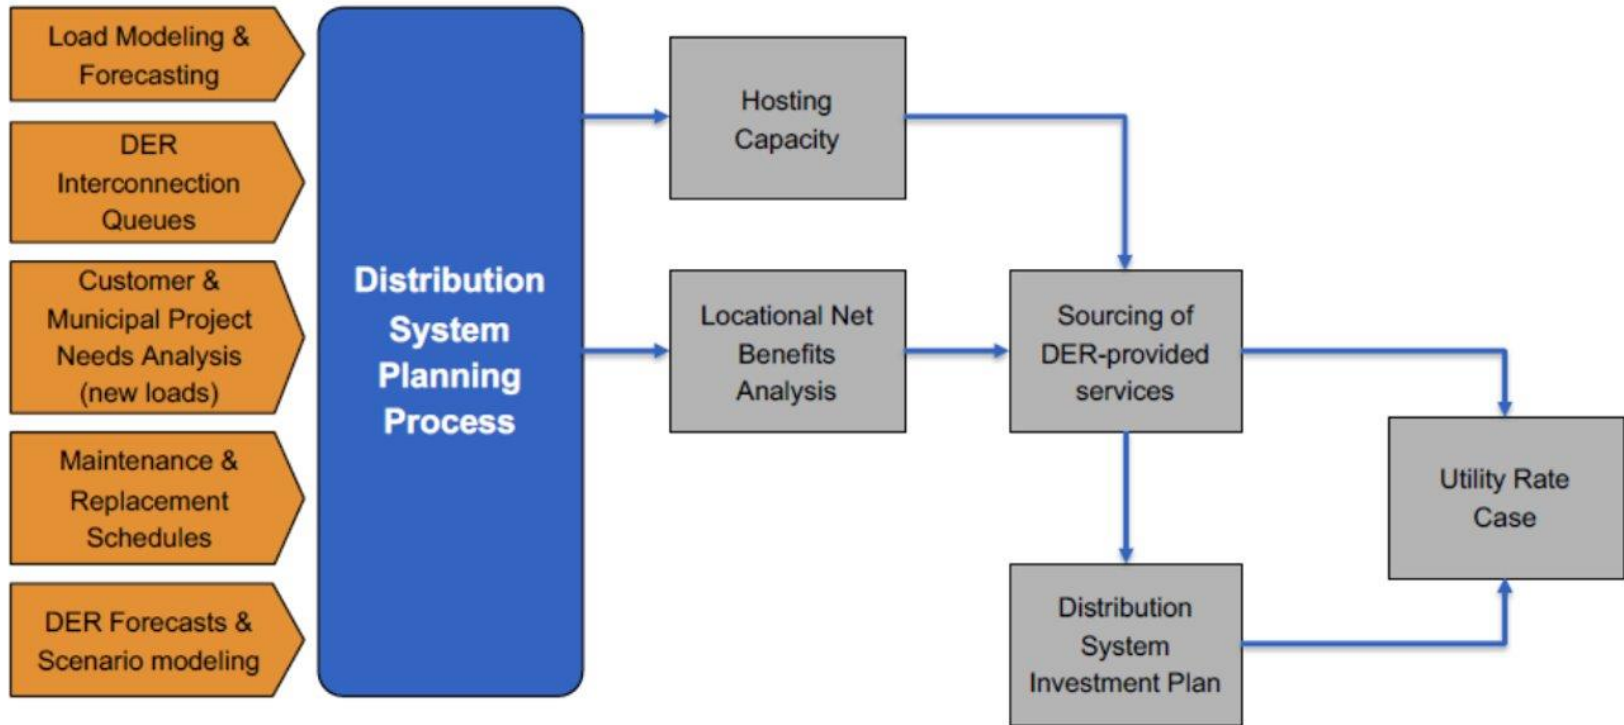 Load Modeling &
Forecasting
DER
Interconnection
Queues
Customer &
Municipal Project
Needs Analysis
(new loads)
Maintenance &
Replacement
Schedules
DER Forecasts &
Scenario modeling
Distribution
System
Planning
Process
Hosting
Capacity
Locational Net
Benefits
Analysis
Sourcing of
DER-provided
services
Distribution
System
Investment Plan
Utility Rate
Case